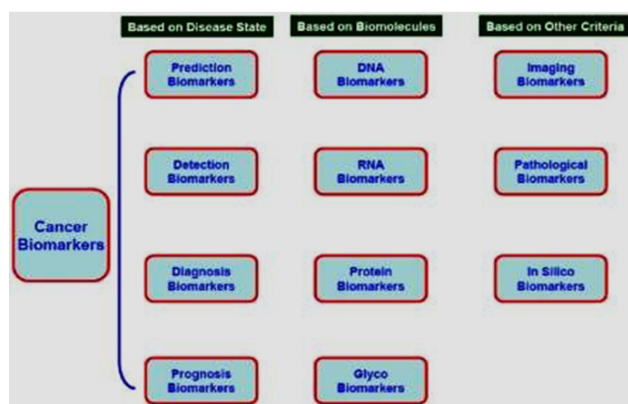 Based on Disease State
Based on Biomolecules
Based on Other Criteria
Prediction
Biomarkers
DNA
Biomarkers
Imaging
Biomarkers
Detection
Biomarkers
RNA
Biomarkers
Pathological
Biomarkers
Cancer
Biomarkers
Diagnosis
Biomarkers
Protein
Biomarkers
In Silico
Biomarkers
Prognosis
Biomarkers
Glyco
Biomarkers